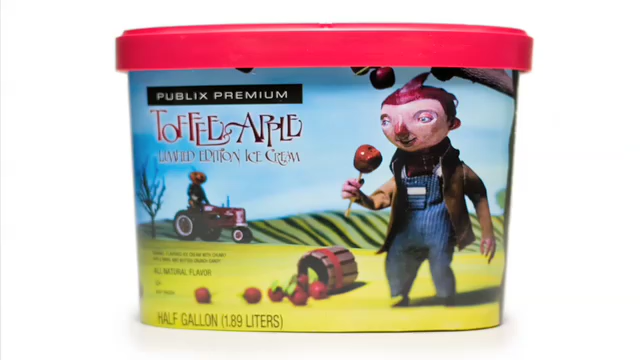 PUBLIX PREMIUM
TOFFEE & APPLE
LIMITED EDITION ICE CREAM
ALL NATURAL FLAVOR
HALF GALLON (1.89 LITERS)